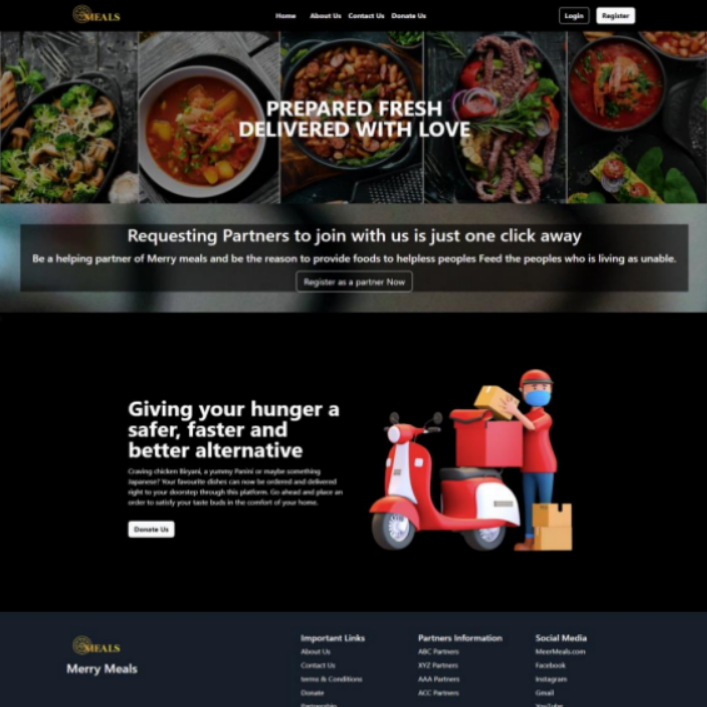 MEALS
Home About Us Contact Us Donate Us
Login Register
PREPARED FRESH
DELIVERED WITH LOVE
Requesting Partners to join with us is just one click away
Be a helping partner of Merry meals and be the reason to provide foods to helpless peoples Feed the peoples who is living as unable.
Register as a partner Now
Giving your hunger a
safer, faster and
better alternative
Craving chicken Biryani, a yummy Panini or maybe something
Japanese? Your favourite dishes can now be ordered and delivered
right to your doorstep through this platform. Go ahead and place an
order to satisfy your taste buds in the comfort of your home.
Donate Us
MEALS
Merry Meals
Important Links
About Us
Contact Us
terms & Conditions
Donate
Partnership
Partners Information
ABC Partners
XYZ Partners
AAA Partners
ACC Partners
Social Media
MeerMeals.com
Facebook
Instagram
Gmail
YouTube